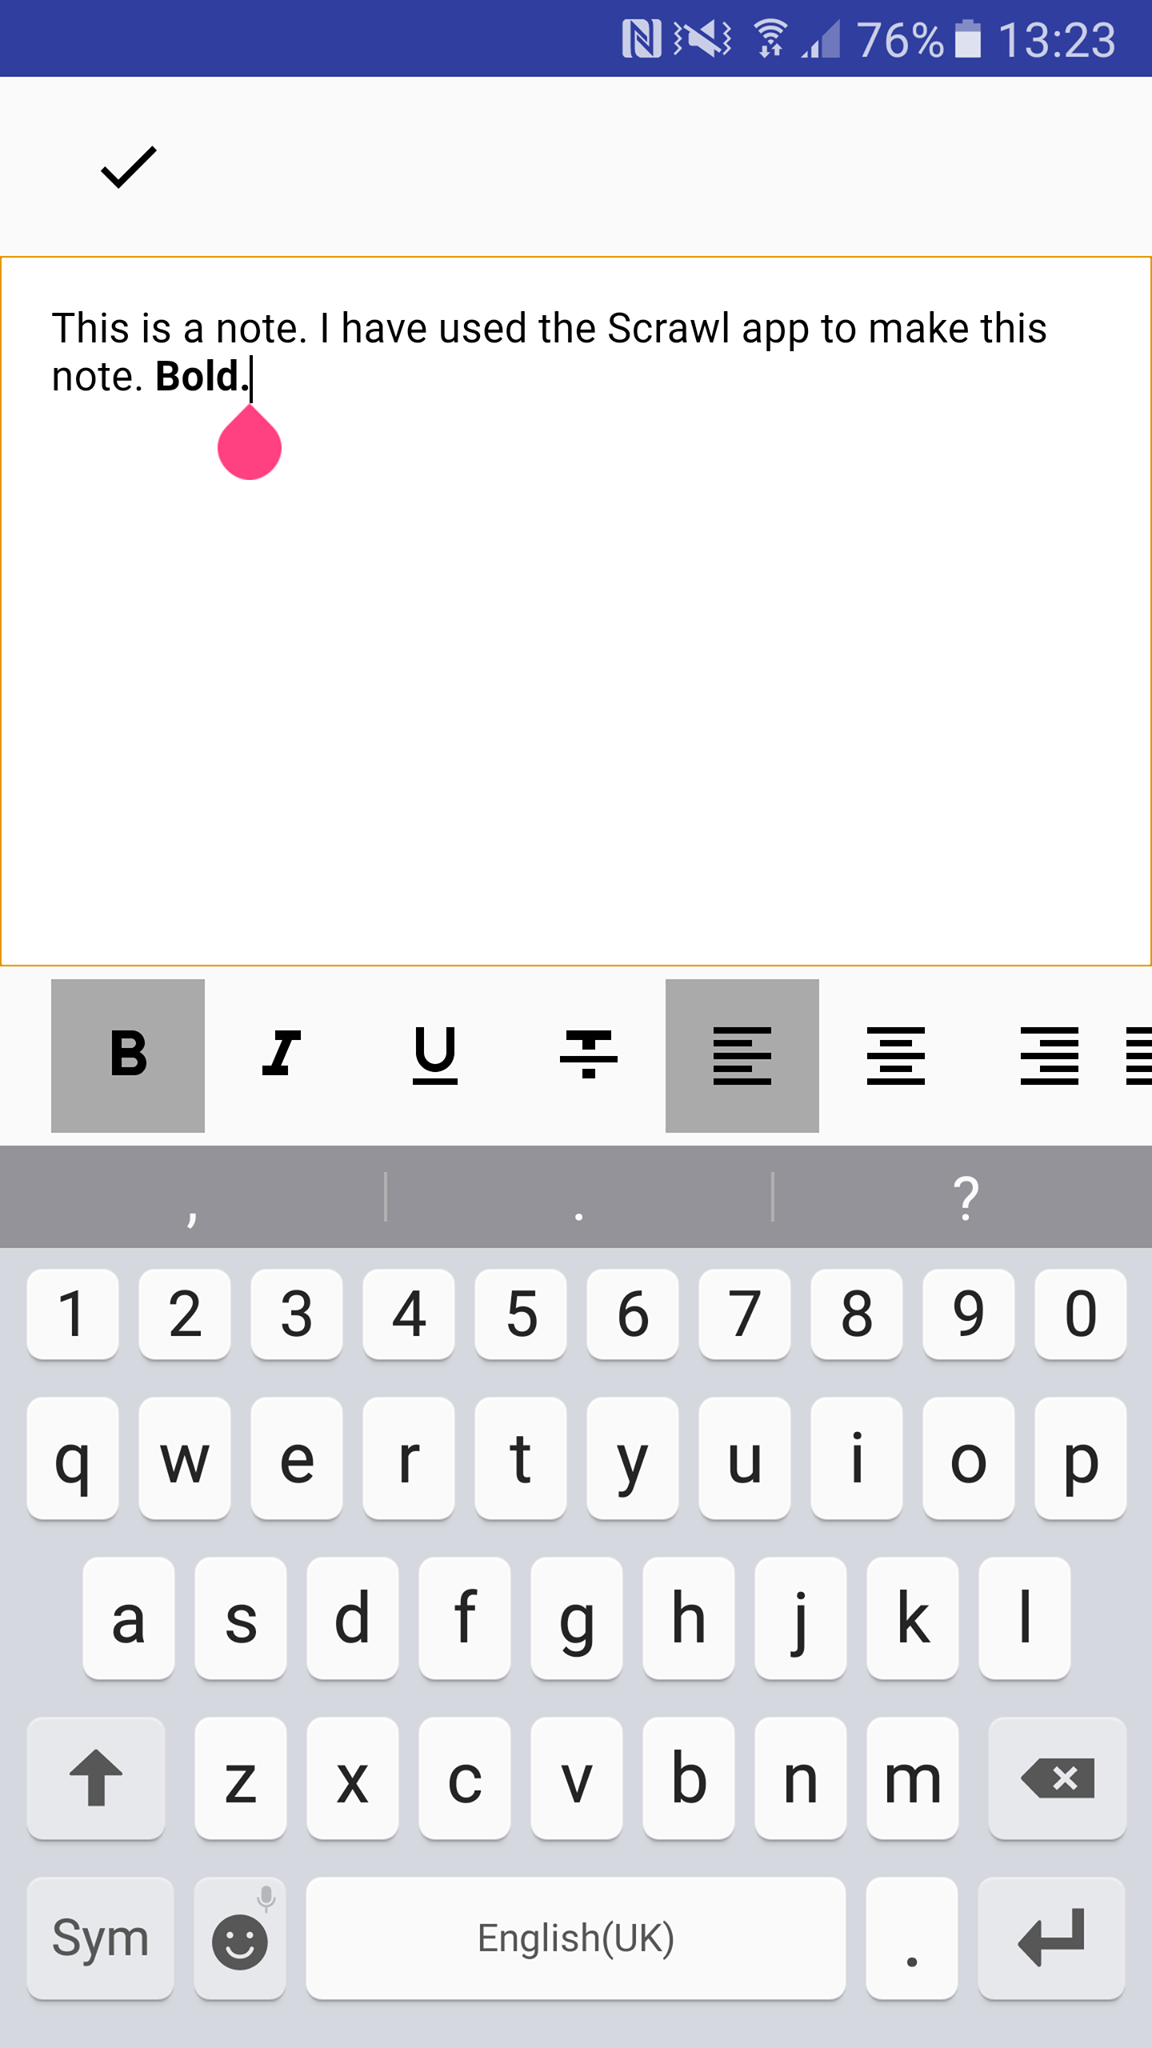 76% 13:23
This is a note. I have used the Scrawl app to make this
note. Bold.
B I U T
, . ?
1 2 3 4 5 6 7 8 9 0
q w e r t y u i o p
a s d f g h j k l
z x c v b n m
Sym English(UK) .